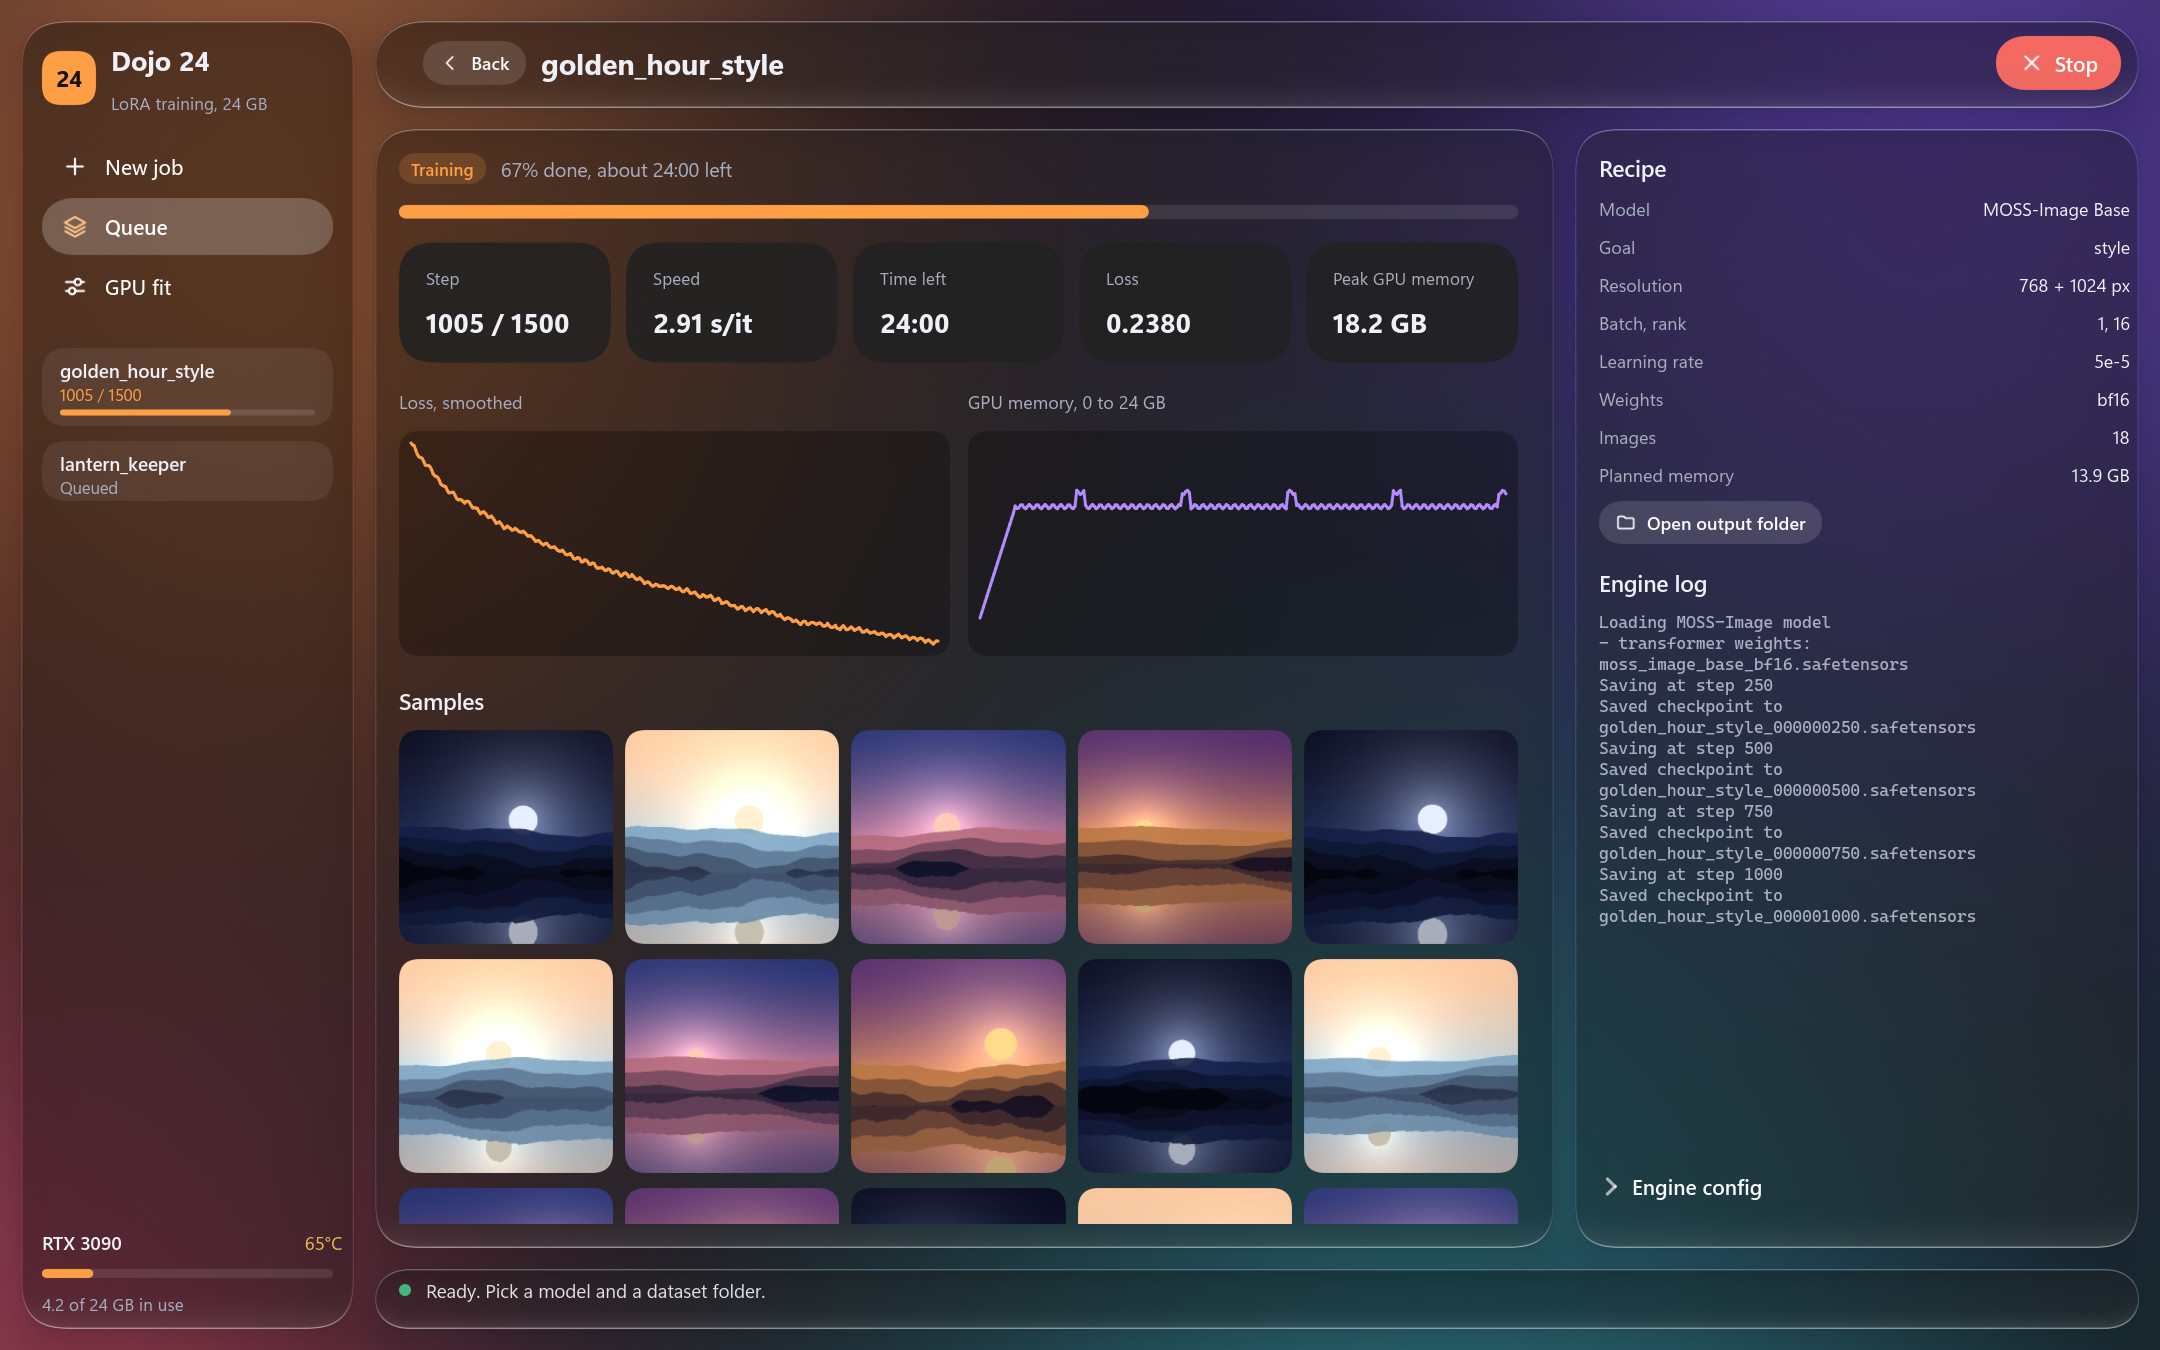 24
Dojo 24
LoRA training, 24 GB
New job
Queue
GPU fit
golden_hour_style
1005 / 1500
lantern_keeper
Queued
RTX 3090
65°C
4.2 of 24 GB in use
Back
golden_hour_style
Stop
Training
67% done, about 24:00 left
Step
1005 / 1500
Speed
2.91 s/it
Time left
24:00
Loss
0.2380
Peak GPU memory
18.2 GB
Loss, smoothed
GPU memory, 0 to 24 GB
Samples
Recipe
Model
MOSS-Image Base
Goal
style
Resolution
768 + 1024 px
Batch, rank
1, 16
Learning rate
5e-5
Weights
bf16
Images
18
Planned memory
13.9 GB
Open output folder
Engine log
Loading MOSS-Image model
- transformer weights:
moss_image_base_bf16.safetensors
Saving at step 250
Saved checkpoint to
golden_hour_style_000000250.safetensors
Saving at step 500
Saved checkpoint to
golden_hour_style_000000500.safetensors
Saving at step 750
Saved checkpoint to
golden_hour_style_000000750.safetensors
Saving at step 1000
Saved checkpoint to
golden_hour_style_000001000.safetensors
Engine config
Ready. Pick a model and a dataset folder.